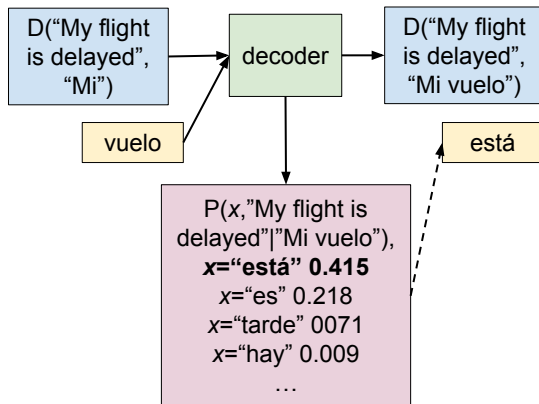 D(“My flight
is delayed”,
“Mi”)
decoder
D(“My flight
is delayed”,
“Mi vuelo”)
vuelo
está
P(x,”My flight is
delayed”|”Mi vuelo”),
x=“está” 0.415
x=“es” 0.218
x=“tarde” 0071
x=“hay” 0.009
…